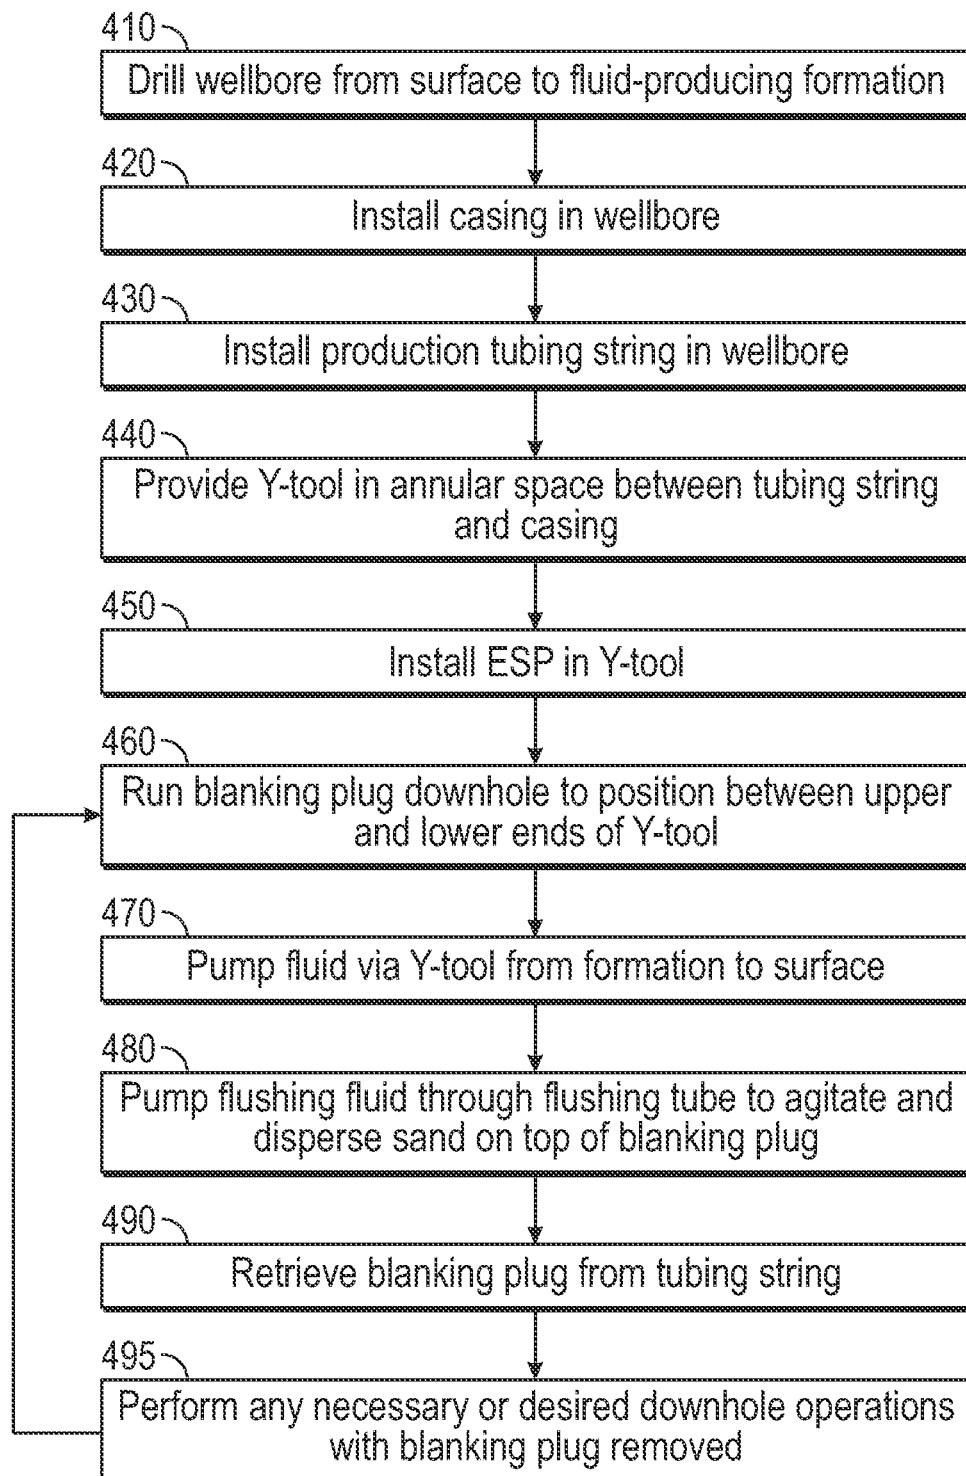 410
Drill wellbore from surface to fluid-producing formation
420
Install casing in wellbore
430
Install production tubing string in wellbore
440
Provide Y-tool in annular space between tubing string
and casing
450
Install ESP in Y-tool
460
Run blanking plug downhole to position between upper
and lower ends of Y-tool
470
Pump fluid via Y-tool from formation to surface
480
Pump flushing fluid through flushing tube to agitate and
disperse sand on top of blanking plug
490
Retrieve blanking plug from tubing string
495
Perform any necessary or desired downhole operations
with blanking plug removed